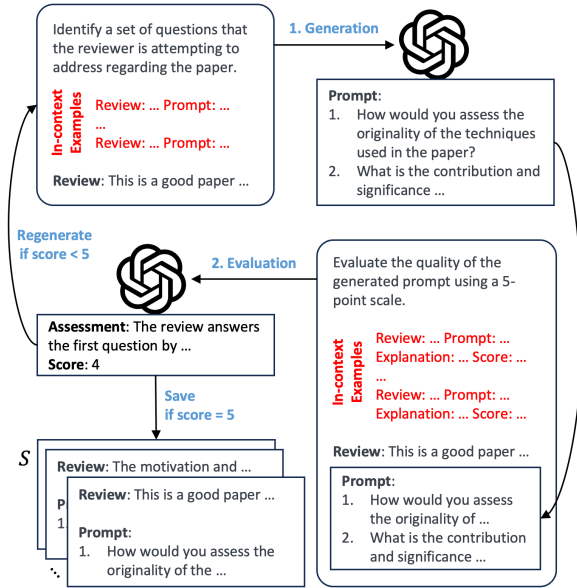 Identify a set of questions that
the reviewer is attempting to
address regarding the paper.
In-context
Examples
Review: ... Prompt: ...
...
Review: ... Prompt: ...
Review: This is a good paper ...
1. Generation
Prompt:
1. How would you assess the
originality of the techniques
used in the paper?
2. What is the contribution and
significance ...
Regenerate
if score < 5
2. Evaluation
Assessment: The review answers
the first question by ...
Score: 4
Save
if score = 5
Evaluate the quality of the
generated prompt using a 5-
point scale.
In-context
Examples
Review: ... Prompt: ...
Explanation: ... Score: ...
...
Review: ... Prompt: ...
Explanation: ... Score: ...
Review: This is a good paper ...
Prompt:
1. How would you assess
the originality of ...
2. What is the contribution
and significance ...
S
Review: The motivation and ...
1.
Review: This is a good paper ...
Prompt:
1. How would you assess the
originality of the ...
...